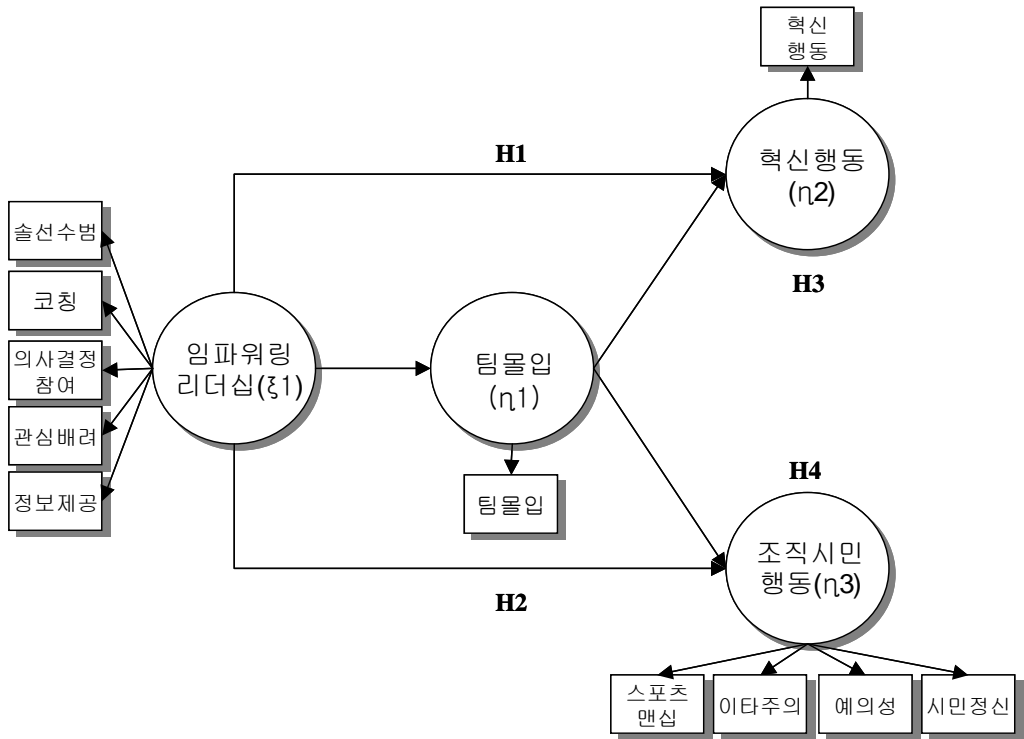 혁신
행동
혁신행동
(η2)
H1
H3
솔선수범
코칭
의사결정
참여
관심배려
정보제공
임파워링
리더십(ξ1)
팀몰입
(η1)
팀몰입
H4
조직시민
행동(η3)
H2
스포츠
맨십
이타주의
예의성
시민정신